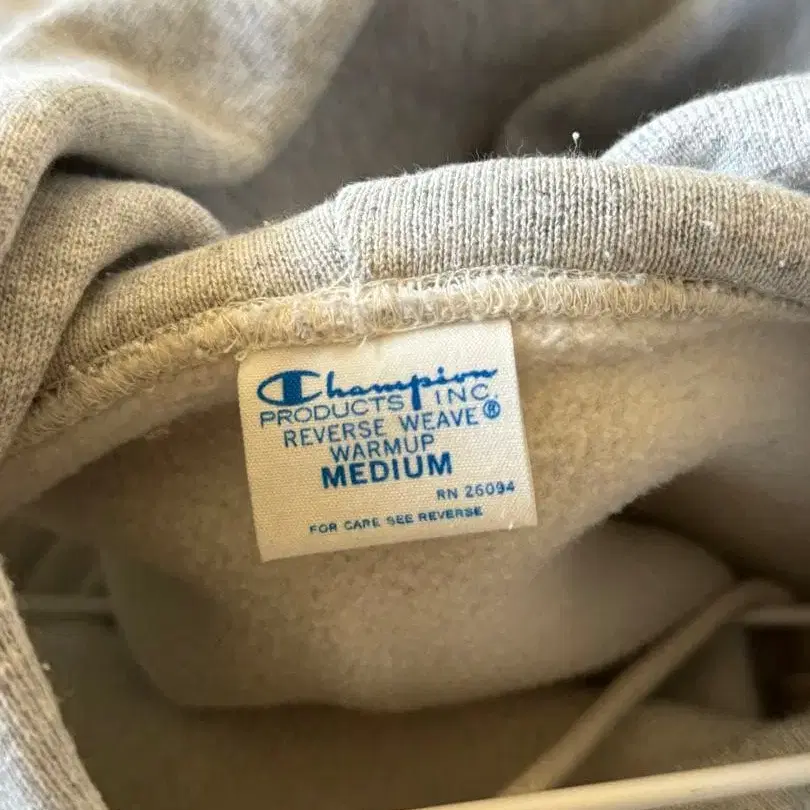 Champion
PRODUCTS INC.
REVERSE WEAVE®
WARMUP
MEDIUM
RN 26094
FOR CARE SEE REVERSE